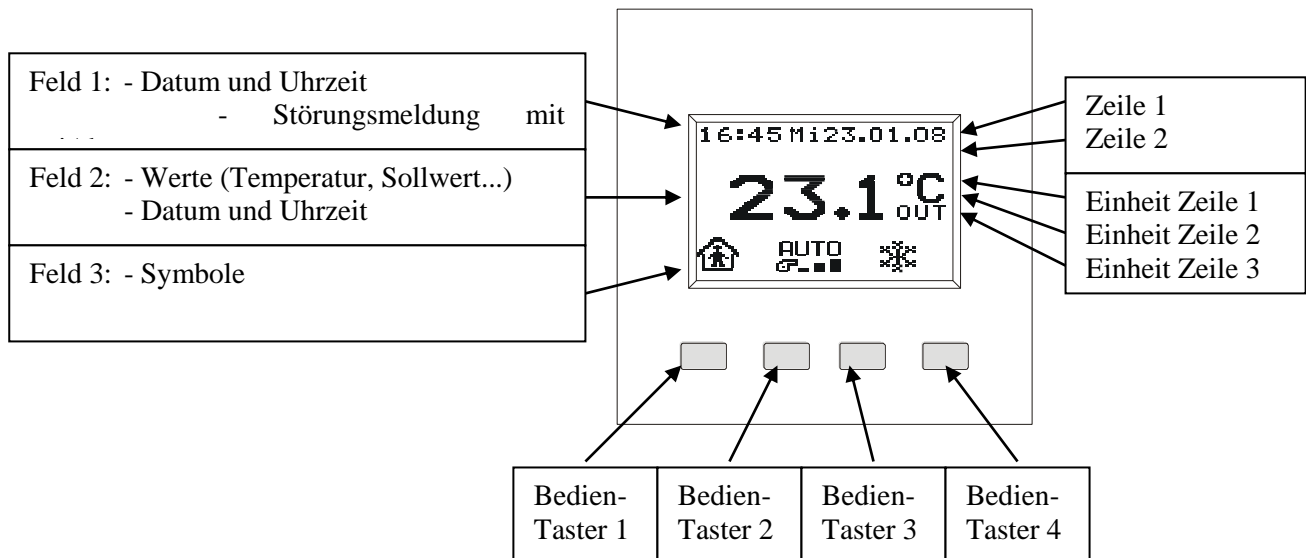 Feld 1: - Datum und Uhrzeit
- Störungsmeldung mit
Feld 2: - Werte (Temperatur, Sollwert...)
- Datum und Uhrzeit
Feld 3: - Symbole
16:45 Mi23.01.08
23.1 °C
OUT
AUTO
Zeile 1
Zeile 2
Einheit Zeile 1
Einheit Zeile 2
Einheit Zeile 3
Bedien-
Taster 1
Bedien-
Taster 2
Bedien-
Taster 3
Bedien-
Taster 4